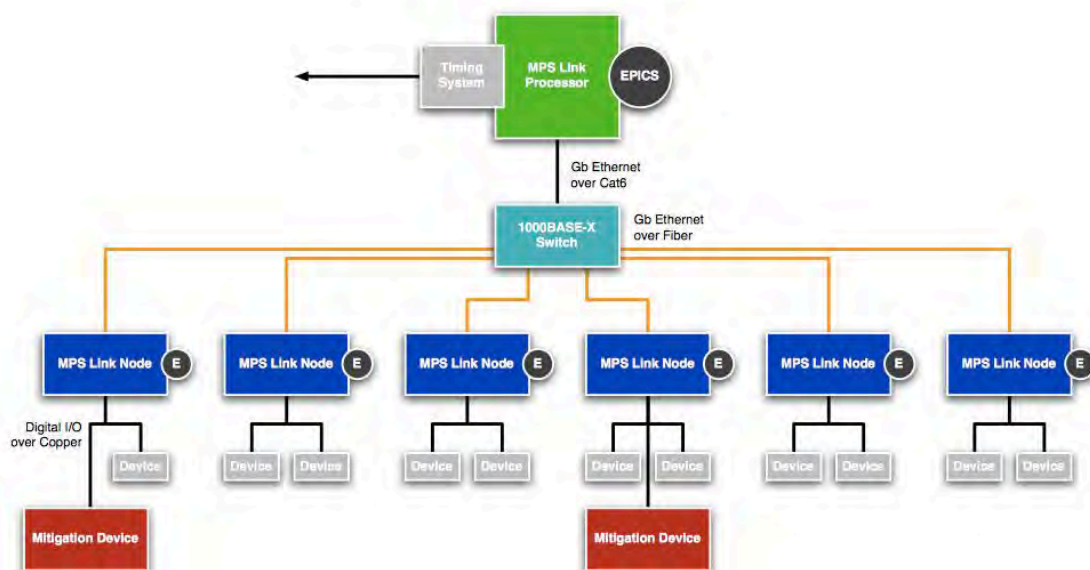 Timing
System
MPS Link
Processor
EPICS
Gb Ethernet
over Cat6
1000BASE-X
Switch
Gb Ethernet
over Fiber
MPS Link Node
E
MPS Link Node
E
MPS Link Node
E
MPS Link Node
E
MPS Link Node
E
MPS Link Node
E
Digital I/O
over Copper
Device
Device
Device
Device
Device
Device
Device
Device
Device
Device
Device
Mitigation Device
Mitigation Device